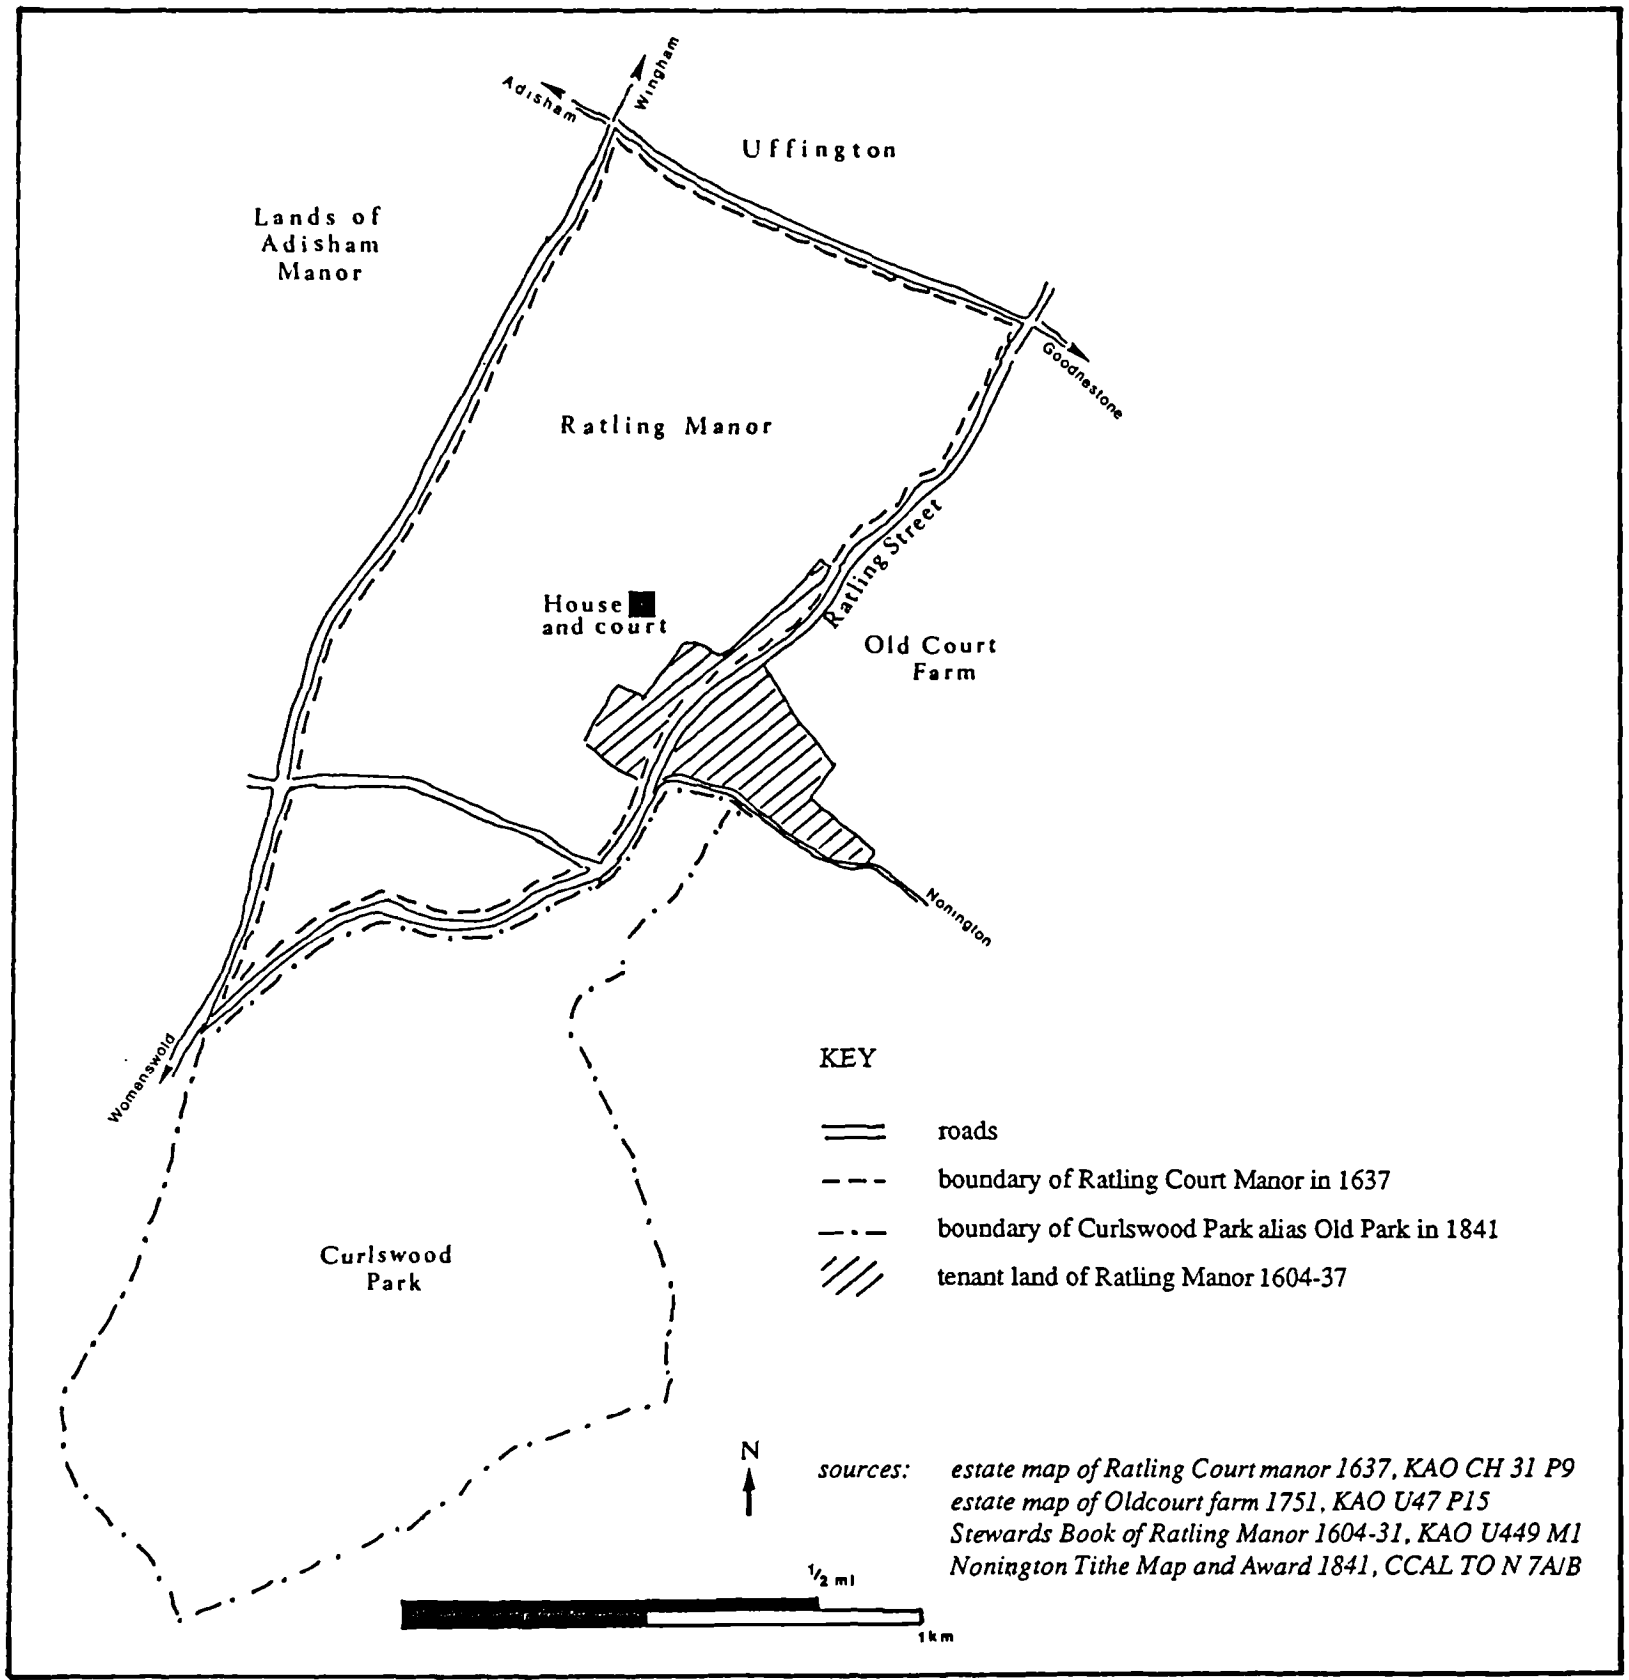 Wingham
Adisham
Uffington
Lands of
Adisham
Manor
Goodnestone
Ratling Manor
Ratling Street
House
and court
Old Court
Farm
Nonington
Womenswold
KEY
roads
boundary of Ratling Court Manor in 1637
boundary of Curlswood Park alias Old Park in 1841
tenant land of Ratling Manor 1604-37
Curlswood
Park
N
sources: estate map of Ratling Court manor 1637, KAO CH 31 P9
estate map of Oldcourt farm 1751, KAO U47 P15
Stewards Book of Ratling Manor 1604-31, KAO U449 M1
Nonington Tithe Map and Award 1841, CCAL TO N 7A/B
1/2 ml
1km